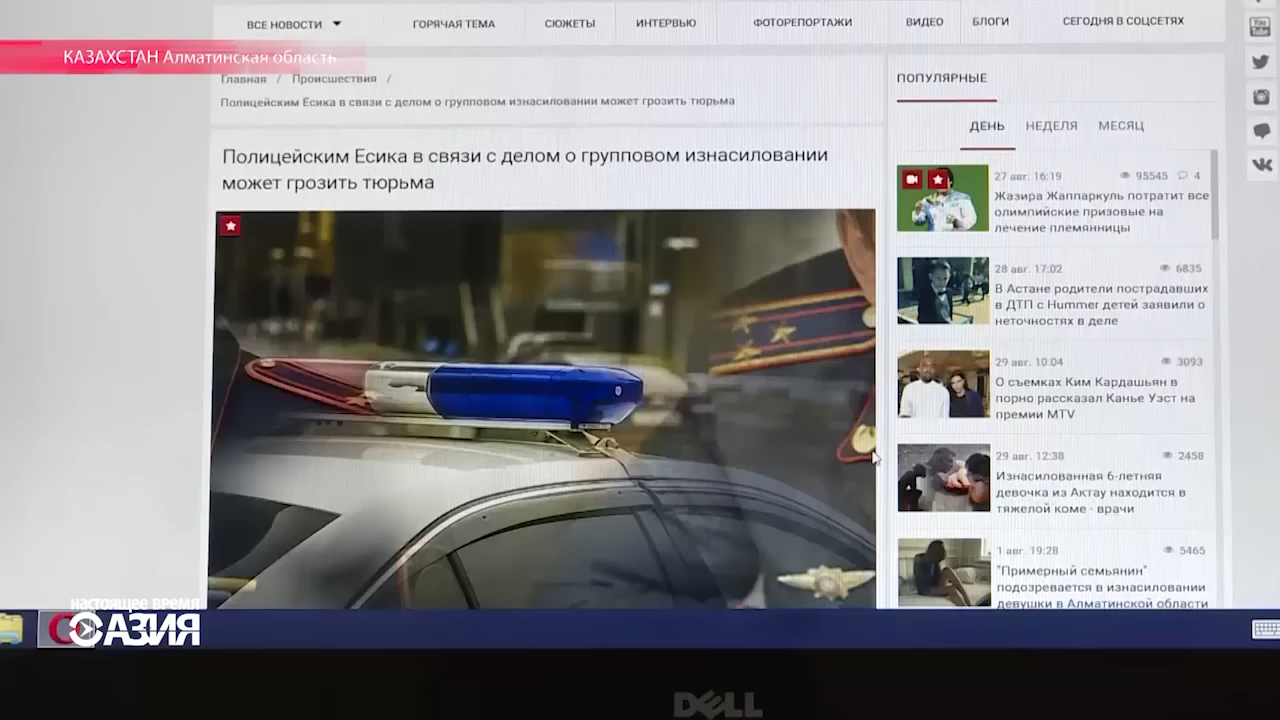 ВСЕ НОВОСТИ
ГОРЯЧАЯ ТЕМА
СЮЖЕТЫ
ИНТЕРВЬЮ
ФОТОРЕПОРТАЖИ
ВИДЕО
БЛОГИ
СЕГОДНЯ В СОЦСЕТЯХ
You Tube
КАЗАХСТАН Алматинская область
Главная / Происшествия /
Полицейским Есика в связи с делом о групповом изнасиловании может грозить тюрьма
Полицейским Есика в связи с делом о групповом изнасиловании
может грозить тюрьма
ПОПУЛЯРНЫЕ
ДЕНЬ НЕДЕЛЯ МЕСЯЦ
27 авг. 16:19 95545 4
Жазира Жаппаркуль потратит все
олимпийские призовые на
лечение племянницы
28 авг. 17:02 6835
В Астане родители пострадавших
в ДТП с Hummer детей заявили о
неточностях в деле
29 авг. 10:04 3093
О съемках Ким Кардашьян в
порно рассказал Канье Уэст на
премии MTV
29 авг. 12:38 2458
Изнасилованная 6-летняя
девочка из Актау находится в
тяжелой коме - врачи
1 авг. 19:28 5465
"Примерный семьянин"
подозревается в изнасиловании
девушки в Алматинской области
настоящее время
АЗИЯ
DELL